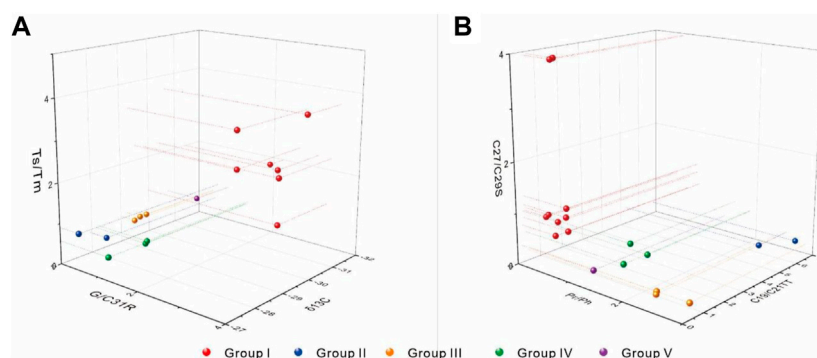 A
B
Ts/Tm
4
2
0
2
4
G/C31R
-27
-28
-29
-30
-31
-32
δ13C
C27/C29S
4
2
0
Pr/Ph
2
0
1
2
3
4
5
6
C19/C21TT
Group I
Group II
Group III
Group IV
Group V